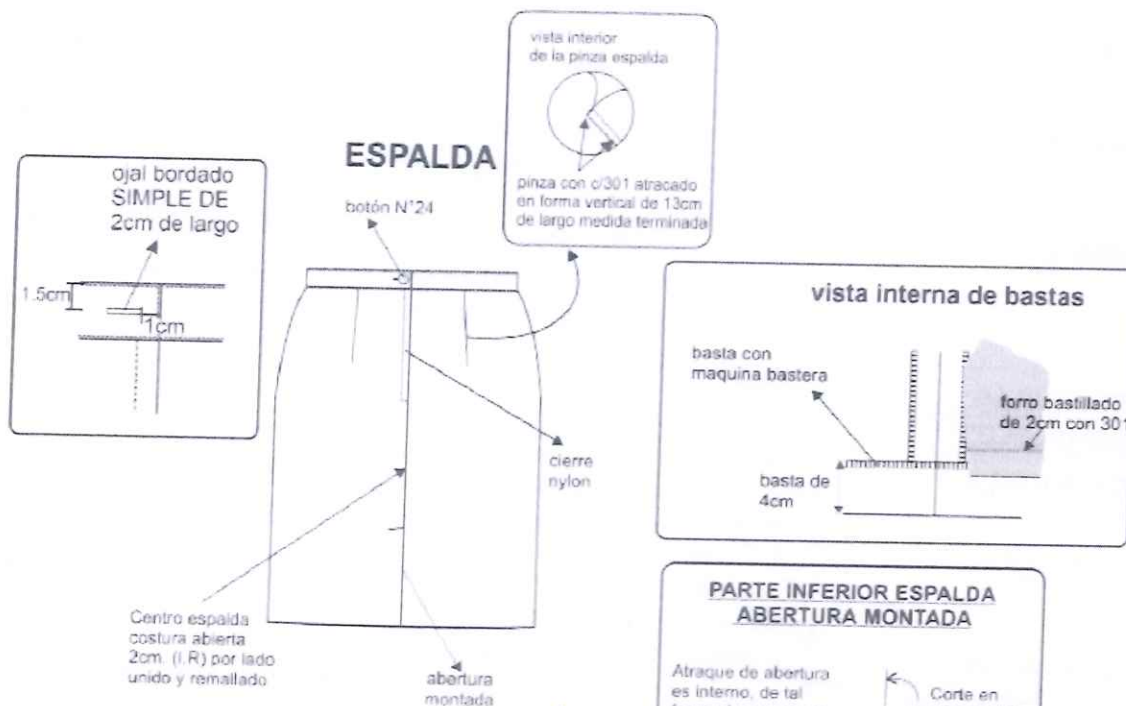 vista interior
de la pinza espalda
pinza con c/301 atracado
en forma vertical de 13cm
de largo medida terminada
ESPALDA
botón N°24
ojal bordado
SIMPLE DE
2cm de largo
1.5cm
1cm
cierre
nylon
Centro espalda
costura abierta
2cm. (I.R) por lado
unido y remallado
abertura
montada
vista interna de bastas
basta con
maquina bastera
forro bastillado
de 2cm con 301
basta de
4cm
PARTE INFERIOR ESPALDA
ABERTURA MONTADA
Atraque de abertura
es interno, de tal
Corte en